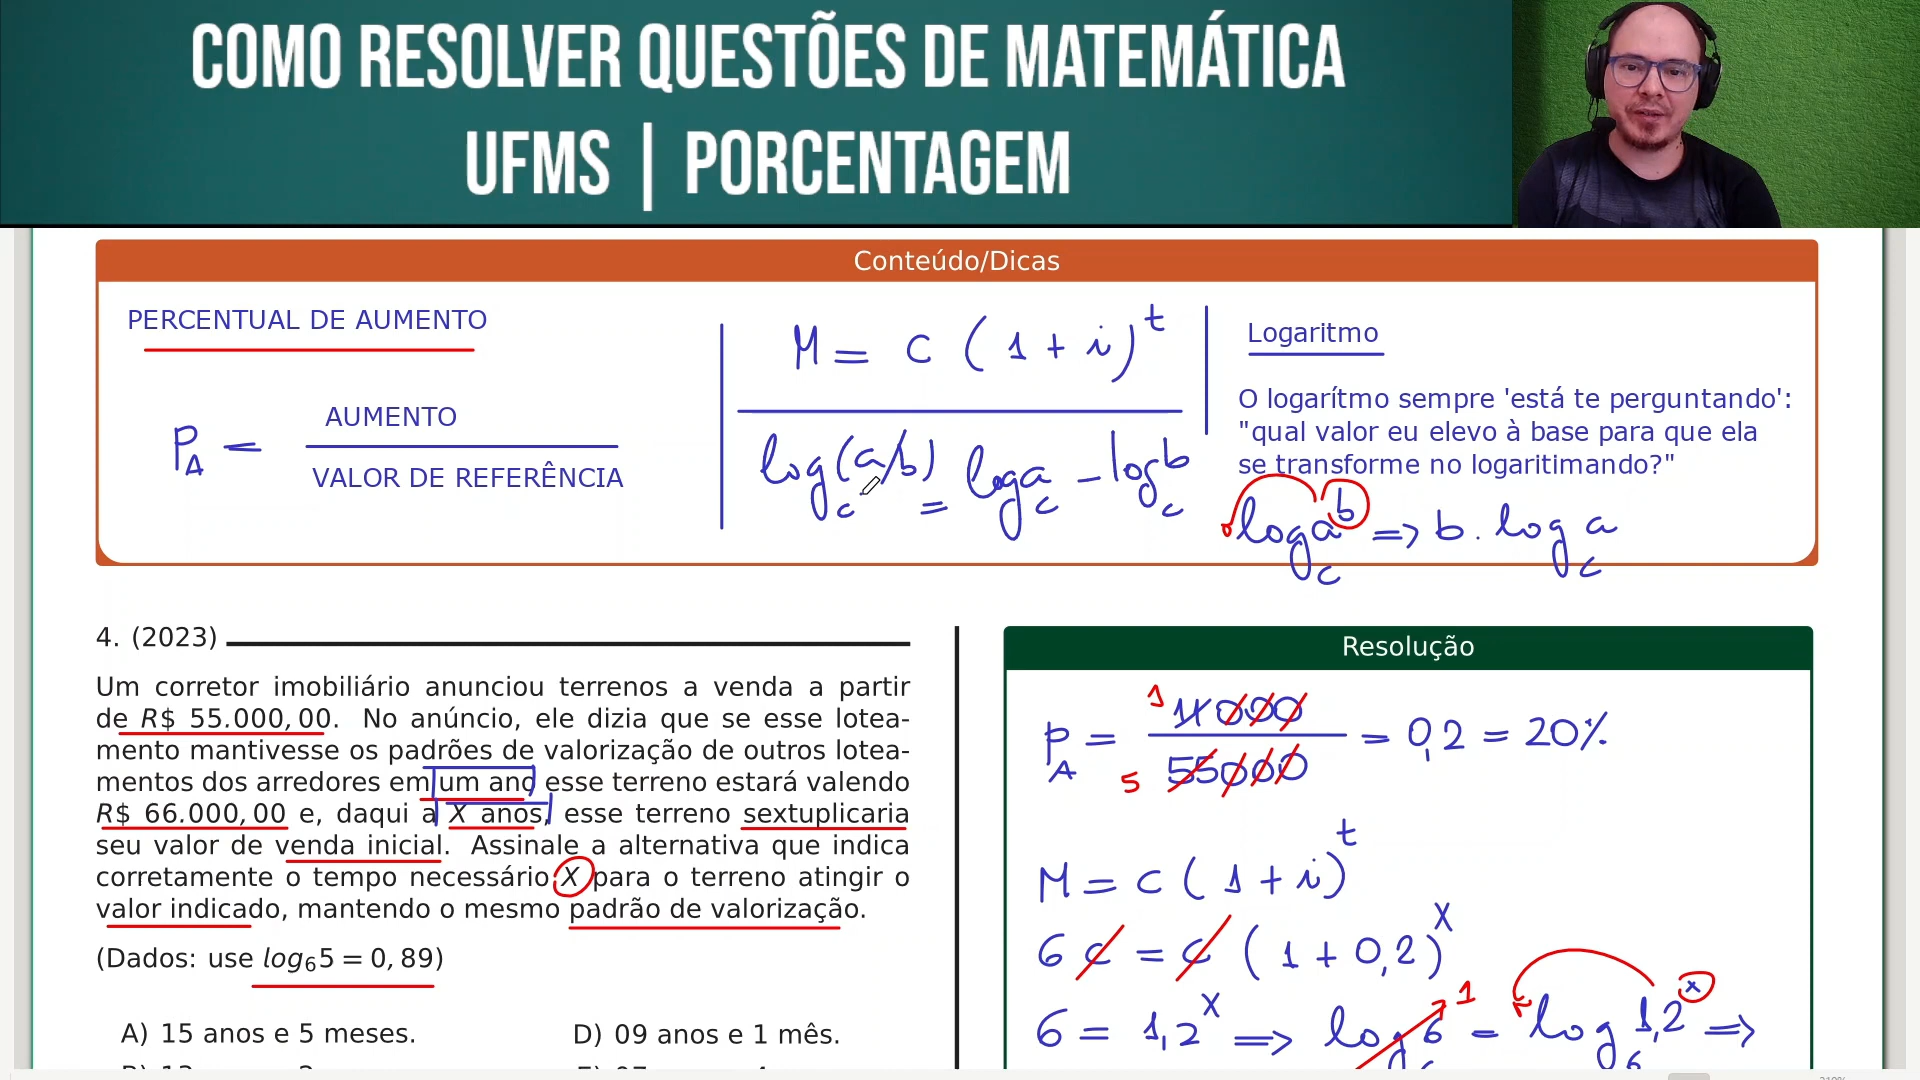 COMO RESOLVER QUESTÕES DE MATEMÁTICA
UFMS | PORCENTAGEM
Conteúdo/Dicas
PERCENTUAL DE AUMENTO
P_A = AUMENTO / VALOR DE REFERÊNCIA
M = C (1 + i)^t
log_c (a/b) = log_c a - log_c b
Logaritmo
O logarítmo sempre 'está te perguntando':
"qual valor eu elevo à base para que ela
se transforme no logaritimando?"
log_c a^b => b . log_c a
4. (2023)
Um corretor imobiliário anunciou terrenos a venda a partir
de R$ 55.000,00. No anúncio, ele dizia que se esse lotea-
mento mantivesse os padrões de valorização de outros lotea-
mentos dos arredores em um ano esse terreno estará valendo
R$ 66.000,00 e, daqui a X anos, esse terreno sextuplicaria
seu valor de venda inicial. Assinale a alternativa que indica
corretamente o tempo necessário X para o terreno atingir o
valor indicado, mantendo o mesmo padrão de valorização.
(Dados: use log₆5 = 0,89)
A) 15 anos e 5 meses.
D) 09 anos e 1 mês.
Resolução
P_A = 1 11000 / 5 55000 = 0,2 = 20%
M = C (1 + i)^t
6 C = C (1 + 0,2)^X
6 = 1,2^X => log_6 6 1 = log_6 1,2^X =>